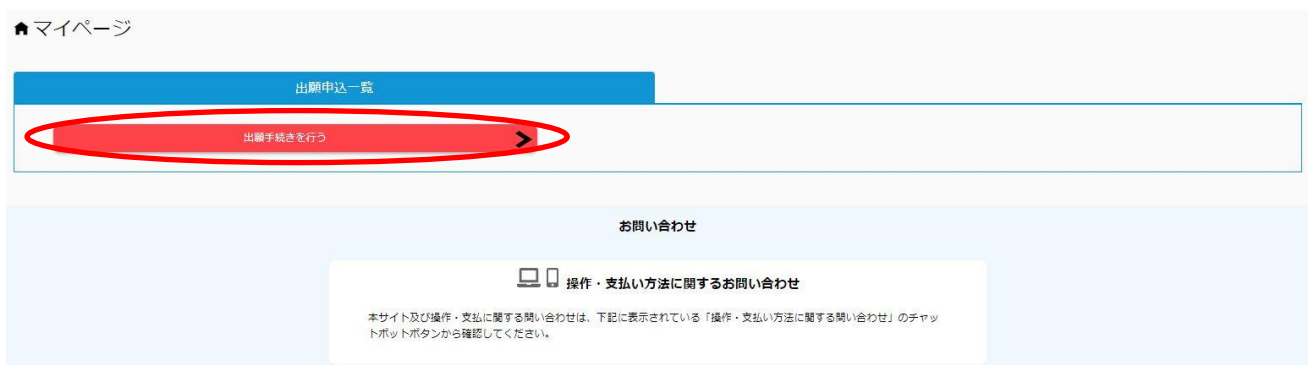 マイページ
出願申込一覧
出願手続きを行う
お問い合わせ
操作・支払い方法に関するお問い合わせ
本サイト及び操作・支払に関する問い合わせは、下記に表示されている「操作・支払い方法に関する問い合わせ」のチャッ
トボットボタンから確認してください。